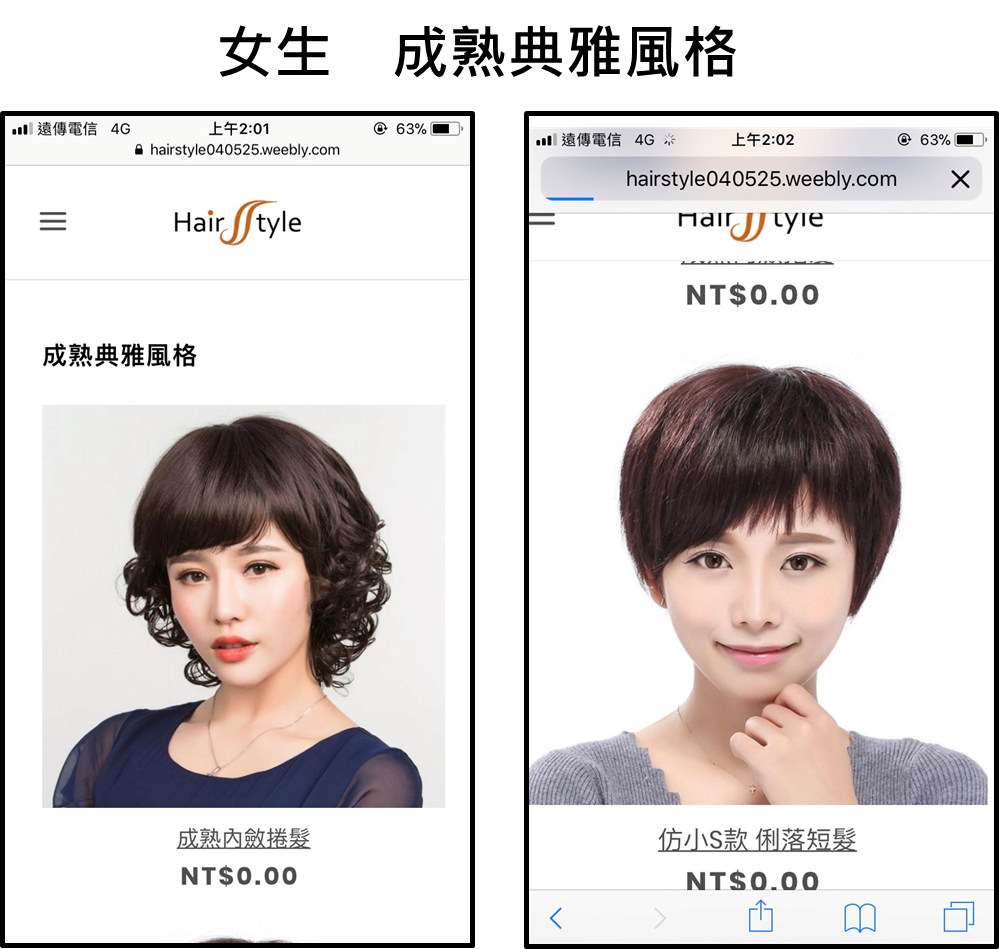 女生 成熟典雅風格
遠傳電信 4G 上午2:01 63%
hairstyle040525.weebly.com
Hair Style
成熟典雅風格
成熟內斂捲髮
NT$0.00
遠傳電信 4G 上午2:02 63%
hairstyle040525.weebly.com
Hair Style
NT$0.00
仿小S款 俐落短髮
NT$0.00